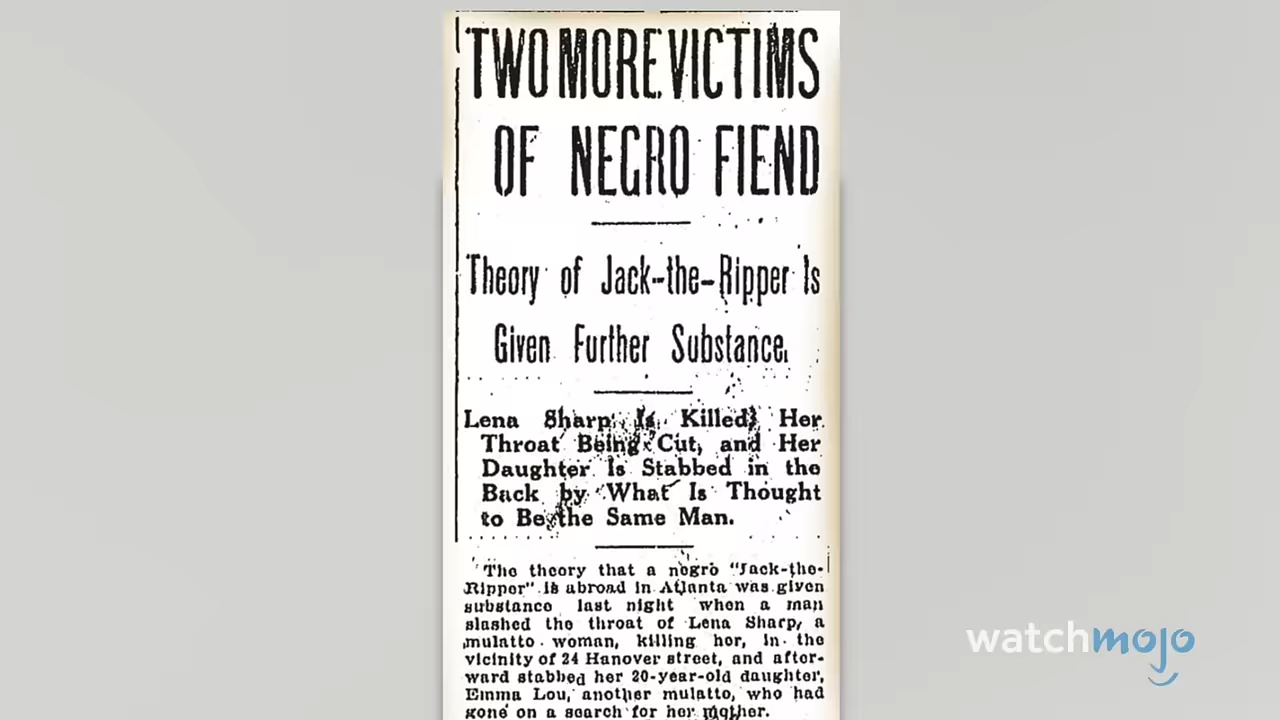 TWO MORE VICTIMS
OF NEGRO FIEND
Theory of Jack-the-Ripper Is
Given Further Substance.
Lena Sharp Is Killed, Her
Throat Being Cut, and Her
Daughter Is Stabbed in the
Back by What Is Thought
to Be the Same Man.
The theory that a negro "Jack-the-
Ripper" is abroad in Atlanta was given
substance last night when a man
slashed the throat of Lena Sharp, a
mulatto woman, killing her, in the
vicinity of 24 Hanover street, and after-
ward stabbed her 20-year-old daughter,
Emma Lou, another mulatto, who had
gone on a search for her mother.
watchmojo